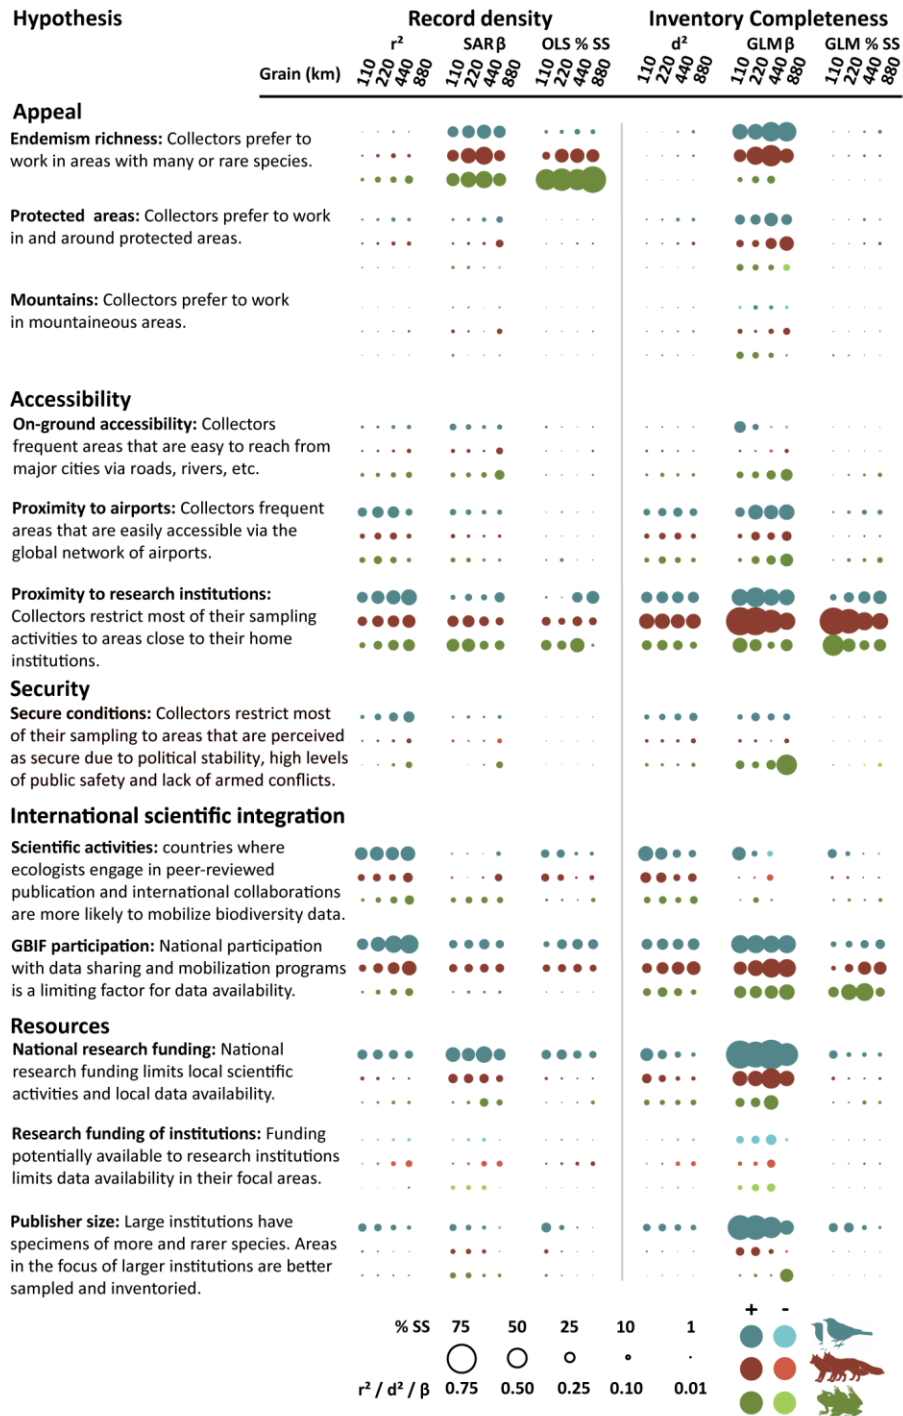 Hypothesis Record density Inventory Completeness
r² SAR β OLS % SS d² GLM β GLM % SS
Grain (km) 110 220 440 880 110 220 440 880 110 220 440 880 110 220 440 880 110 220 440 880 110 220 440 880
Appeal
Endemism richness: Collectors prefer to
work in areas with many or rare species.
Protected areas: Collectors prefer to work
in and around protected areas.
Mountains: Collectors prefer to work
in mountaineous areas.
Accessibility
On-ground accessibility: Collectors
frequent areas that are easy to reach from
major cities via roads, rivers, etc.
Proximity to airports: Collectors frequent
areas that are easily accessible via the
global network of airports.
Proximity to research institutions:
Collectors restrict most of their sampling
activities to areas close to their home
institutions.
Security
Secure conditions: Collectors restrict most
of their sampling to areas that are perceived
as secure due to political stability, high levels
of public safety and lack of armed conflicts.
International scientific integration
Scientific activities: countries where
ecologists engage in peer-reviewed
publication and international collaborations
are more likely to mobilize biodiversity data.
GBIF participation: National participation
with data sharing and mobilization programs
is a limiting factor for data availability.
Resources
National research funding: National
research funding limits local scientific
activities and local data availability.
Research funding of institutions: Funding
potentially available to research institutions
limits data availability in their focal areas.
Publisher size: Large institutions have
specimens of more and rarer species. Areas
in the focus of larger institutions are better
sampled and inventoried.
+ -
% SS 75 50 25 10 1
r² / d² / β 0.75 0.50 0.25 0.10 0.01